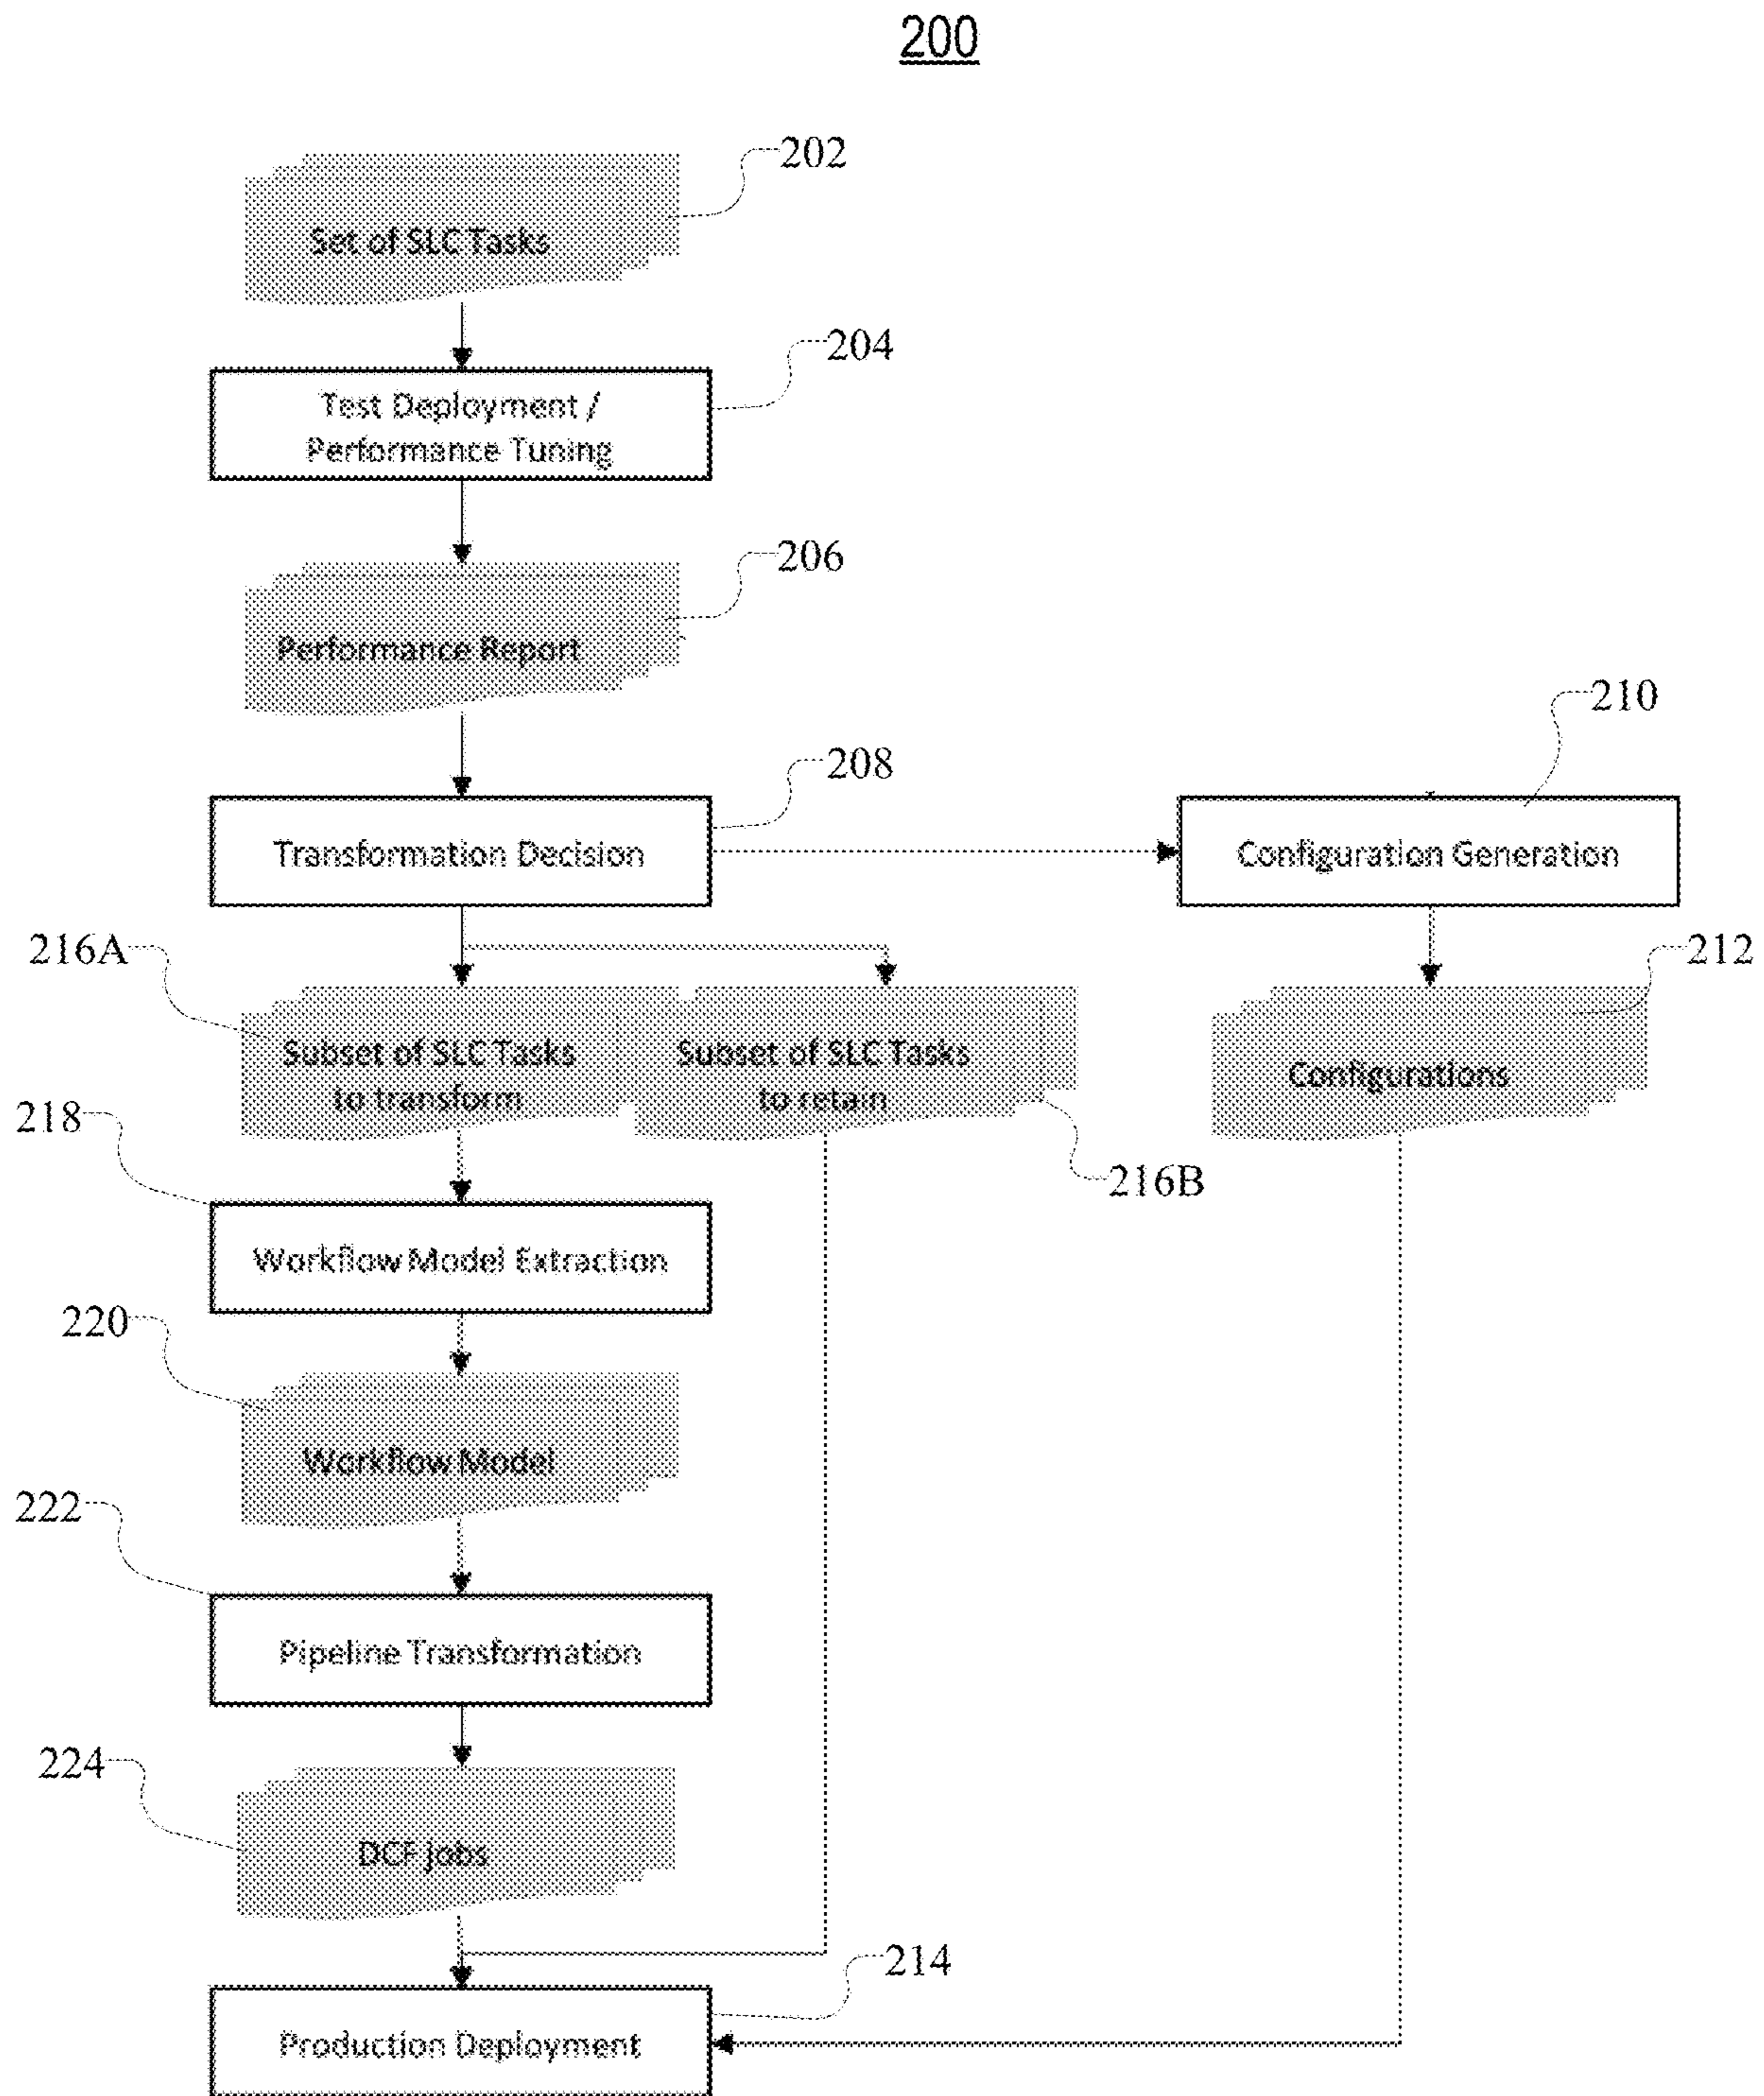 200
202
Set of SLC Tasks
204
Test Deployment /
Performance Tuning
206
Performance Report
210
208
Transformation Decision
Configuration Generation
216A
212
Subset of SLC Tasks
to transform
Subset of SLC Tasks
to retain
Configurations
218
216B
Workflow Model Extraction
220
Workflow Model
222
Pipeline Transformation
224
DCF jobs
214
Production Deployment